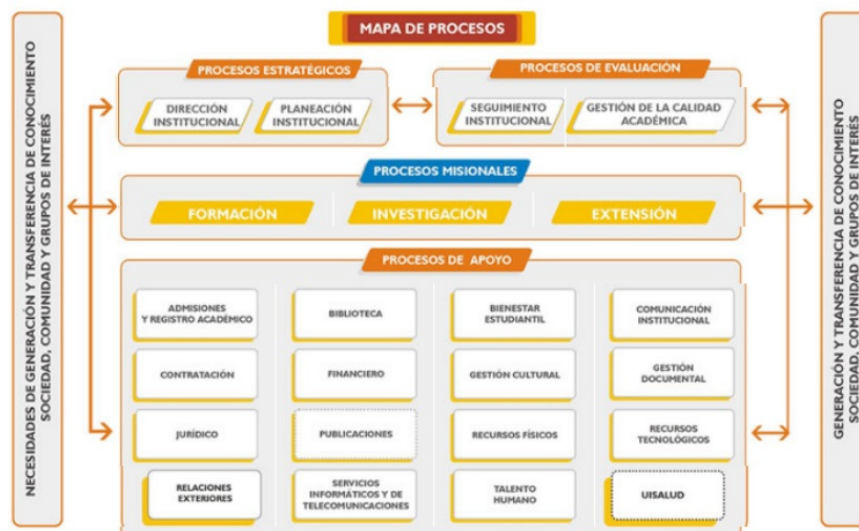 MAPA DE PROCESOS
NECESIDADES DE GENERACIÓN Y TRANSFERENCIA DE CONOCIMIENTO
SOCIEDAD, COMUNIDAD Y GRUPOS DE INTERÉS
PROCESOS ESTRATÉGICOS
DIRECCIÓN
INSTITUCIONAL
PLANEACIÓN
INSTITUCIONAL
PROCESOS DE EVALUACIÓN
SEGUIMIENTO
INSTITUCIONAL
GESTIÓN DE LA CALIDAD
ACADÉMICA
PROCESOS MISIONALES
FORMACIÓN
INVESTIGACIÓN
EXTENSIÓN
PROCESOS DE APOYO
ADMISIONES
Y REGISTRO ACADÉMICO
BIBLIOTECA
BIENESTAR
ESTUDIANTIL
COMUNICACIÓN
INSTITUCIONAL
CONTRATACIÓN
FINANCIERO
GESTIÓN CULTURAL
GESTIÓN
DOCUMENTAL
JURÍDICO
PUBLICACIONES
RECURSOS FÍSICOS
RECURSOS
TECNOLÓGICOS
RELACIONES
EXTERIORES
SERVICIOS
INFORMÁTICOS Y DE
TELECOMUNICACIONES
TALENTO
HUMANO
UISALUD
GENERACIÓN Y TRANSFERENCIA DE CONOCIMIENTO
SOCIEDAD, COMUNIDAD Y GRUPOS DE INTERÉS